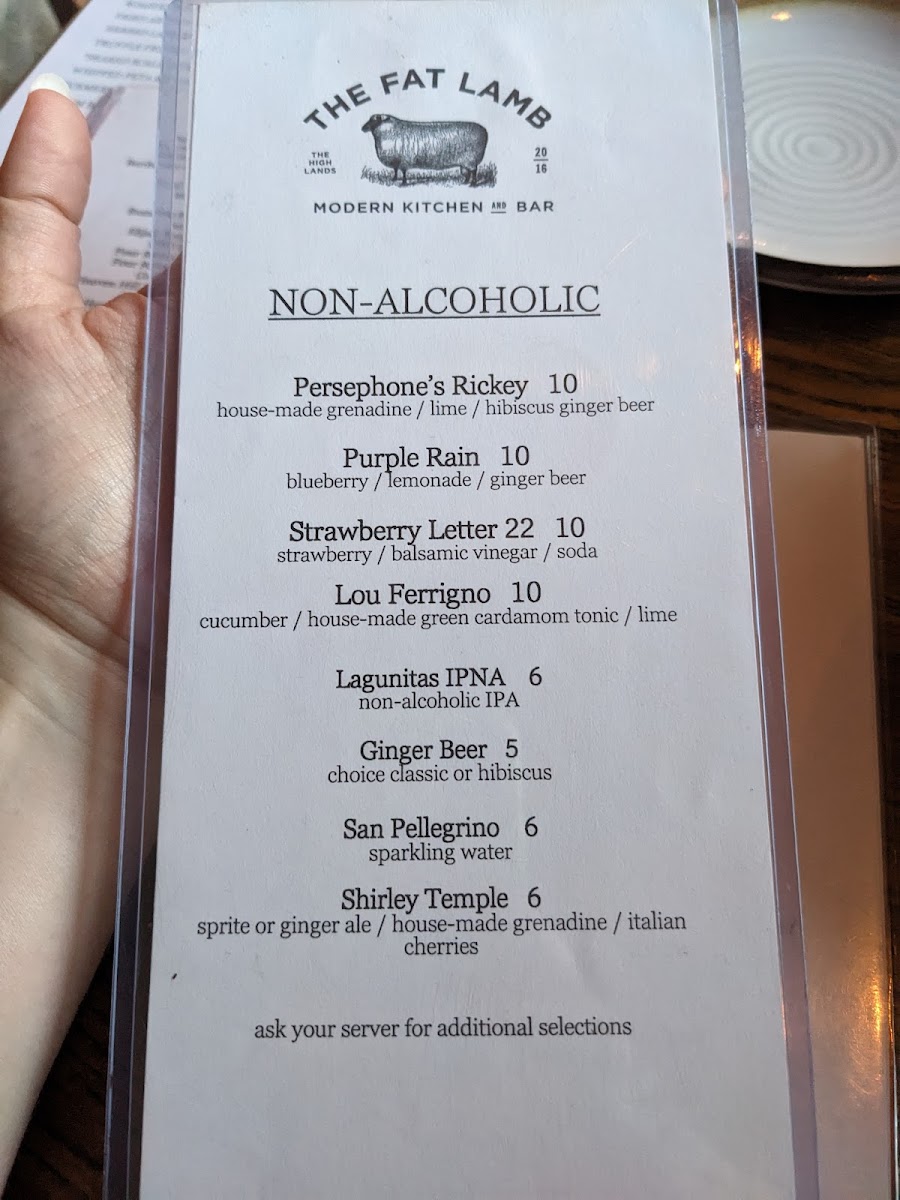 THE FAT LAMB
THE
HIGH
LANDS
20
16
MODERN KITCHEN AND BAR
NON-ALCOHOLIC
Persephone's Rickey 10
house-made grenadine / lime / hibiscus ginger beer
Purple Rain 10
blueberry / lemonade / ginger beer
Strawberry Letter 22 10
strawberry / balsamic vinegar / soda
Lou Ferrigno 10
cucumber / house-made green cardamom tonic / lime
Lagunitas IPNA 6
non-alcoholic IPA
Ginger Beer 5
choice classic or hibiscus
San Pellegrino 6
sparkling water
Shirley Temple 6
sprite or ginger ale / house-made grenadine / italian
cherries
ask your server for additional selections